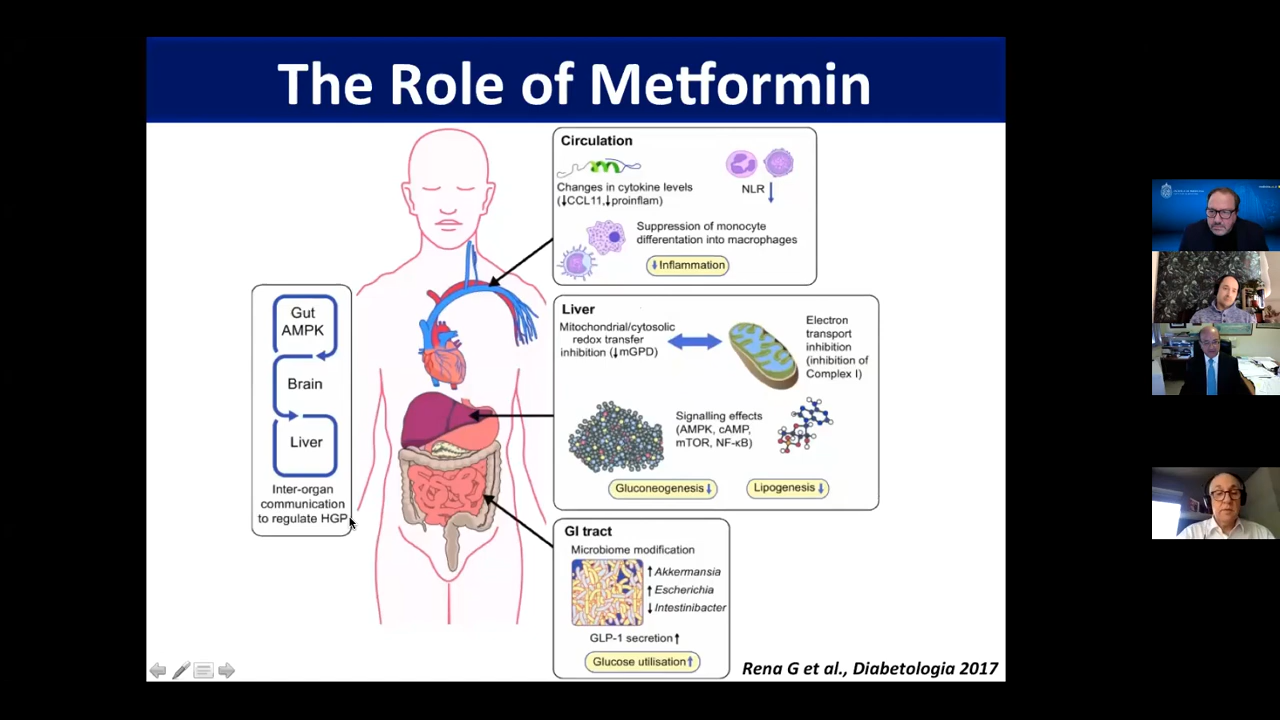 The Role of Metformin
Circulation
Changes in cytokine levels
(↓CCL11,↓proinflam)
NLR ↓
Suppression of monocyte
differentation into macrophages
↓Inflammation
Gut
AMPK
Brain
Liver
Inter-organ
communication
to regulate HGP
Liver
Mitochondrial/cytosolic
redox transfer
inhibition (↓mGPD)
Electron
transport
inhibition
(inhibition of
Complex I)
Signalling effects
(AMPK, cAMP,
mTOR, NF-κB)
Gluconeogenesis ↓
Lipogenesis ↓
GI tract
Microbiome modification
↑Akkermansia
↑Escherichia
↓Intestinibacter
GLP-1 secretion↑
Glucose utilisation↑
Rena G et al., Diabetologia 2017